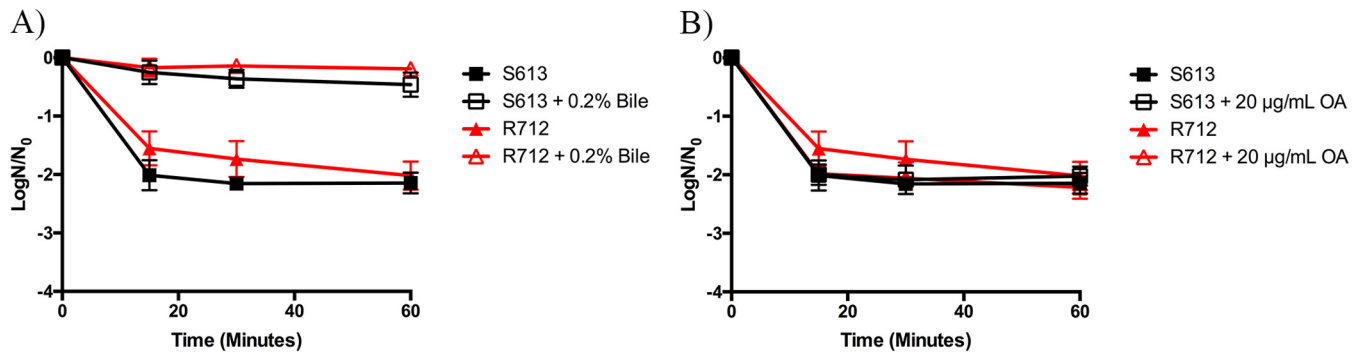 A)
0
-1
-2
-3
-4
LogN/N0
0 20 40 60
Time (Minutes)
S613
S613 + 0.2% Bile
R712
R712 + 0.2% Bile
B)
0
-1
-2
-3
-4
LogN/N0
0 20 40 60
Time (Minutes)
S613
S613 + 20 µg/mL OA
R712
R712 + 20 µg/mL OA